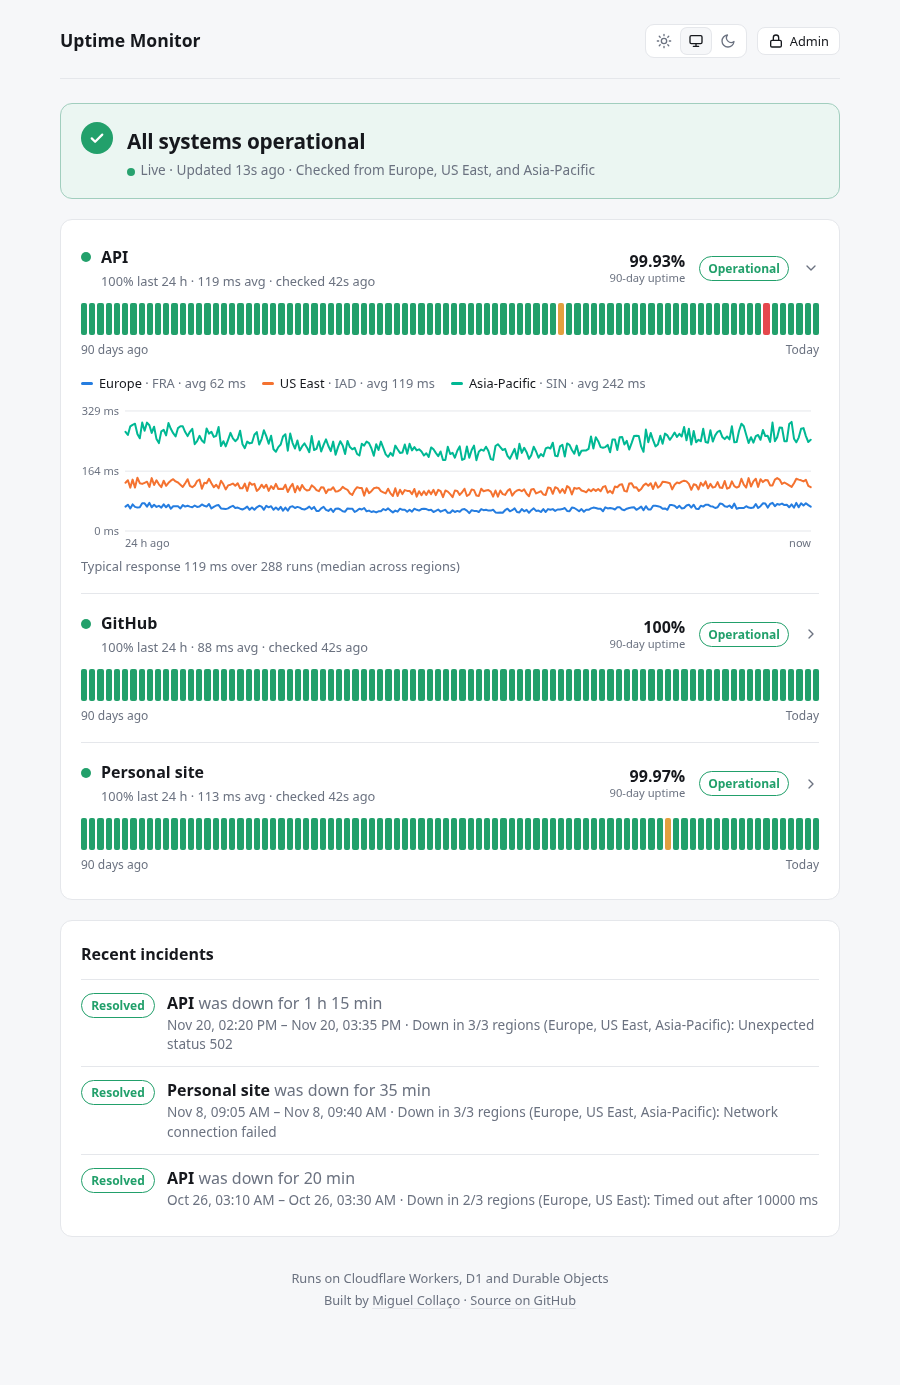 Uptime Monitor
Admin
All systems operational
Live · Updated 13s ago · Checked from Europe, US East, and Asia-Pacific
API
99.93%
Operational
100% last 24 h · 119 ms avg · checked 42s ago
90-day uptime
90 days ago
Today
Europe · FRA · avg 62 ms
US East · IAD · avg 119 ms
Asia-Pacific · SIN · avg 242 ms
329 ms
164 ms
0 ms
24 h ago
now
Typical response 119 ms over 288 runs (median across regions)
GitHub
100%
Operational
100% last 24 h · 88 ms avg · checked 42s ago
90-day uptime
90 days ago
Today
Personal site
99.97%
Operational
100% last 24 h · 113 ms avg · checked 42s ago
90-day uptime
90 days ago
Today
Recent incidents
Resolved
API was down for 1 h 15 min
Nov 20, 02:20 PM – Nov 20, 03:35 PM · Down in 3/3 regions (Europe, US East, Asia-Pacific): Unexpected
status 502
Resolved
Personal site was down for 35 min
Nov 8, 09:05 AM – Nov 8, 09:40 AM · Down in 3/3 regions (Europe, US East, Asia-Pacific): Network
connection failed
Resolved
API was down for 20 min
Oct 26, 03:10 AM – Oct 26, 03:30 AM · Down in 2/3 regions (Europe, US East): Timed out after 10000 ms
Runs on Cloudflare Workers, D1 and Durable Objects
Built by Miguel Collaço · Source on GitHub